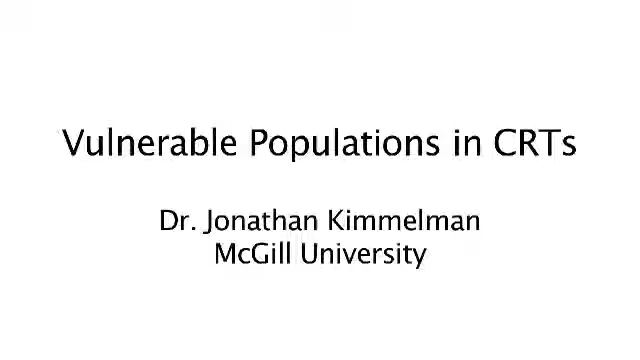 Vulnerable Populations in CRTs
Dr. Jonathan Kimmelman
McGill University